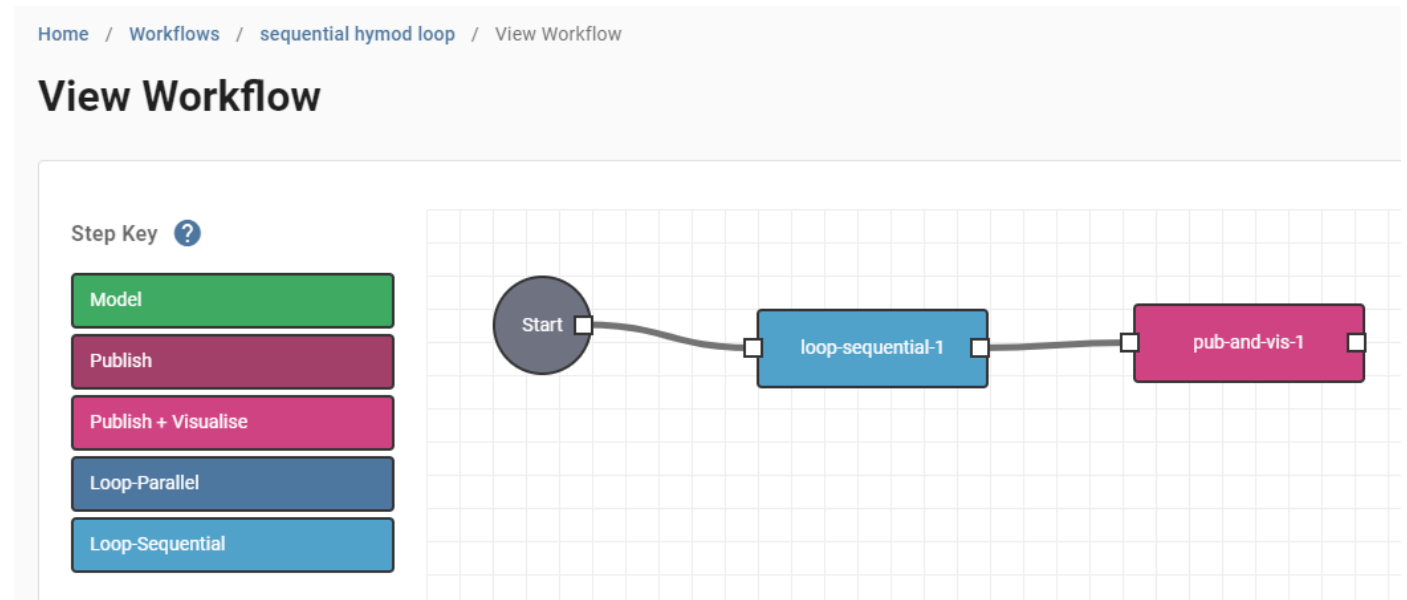 Home / Workflows / sequential hymod loop / View Workflow
View Workflow
Step Key ?
Model
Publish
Publish + Visualise
Loop-Parallel
Loop-Sequential
Start
loop-sequential-1
pub-and-vis-1